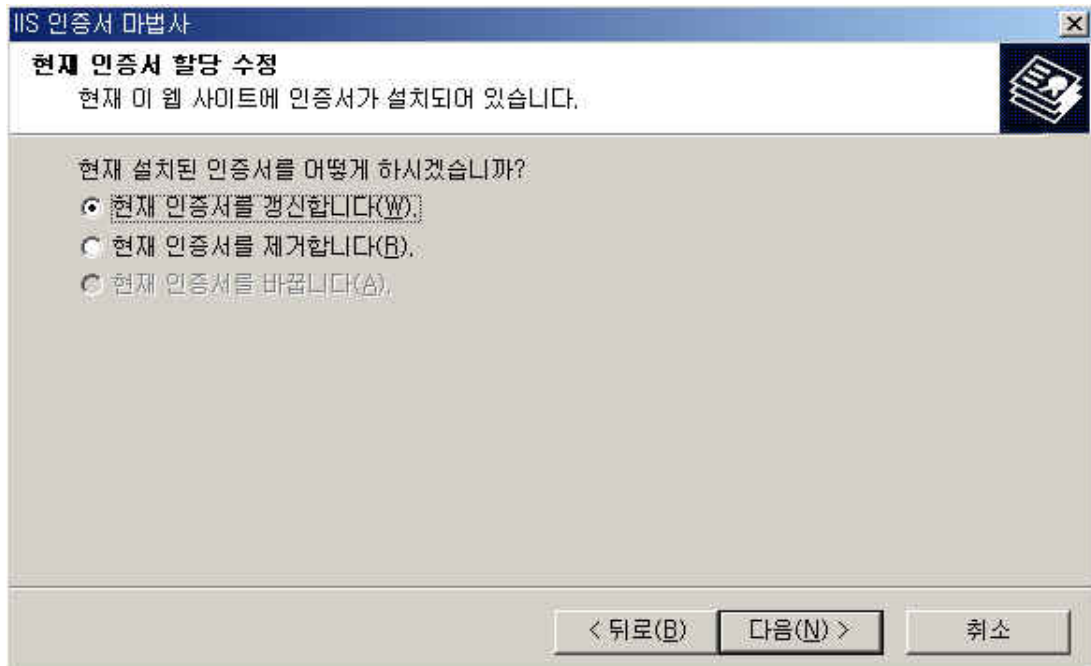 IIS 인증서 마법사
현재 인증서 할당 수정
현재 이 웹 사이트에 인증서가 설치되어 있습니다.
현재 설치된 인증서를 어떻게 하시겠습니까?
현재 인증서를 갱신합니다(W).
현재 인증서를 제거합니다(R).
현재 인증서를 바꿉니다(A).
< 뒤로(B) 다음(N) > 취소